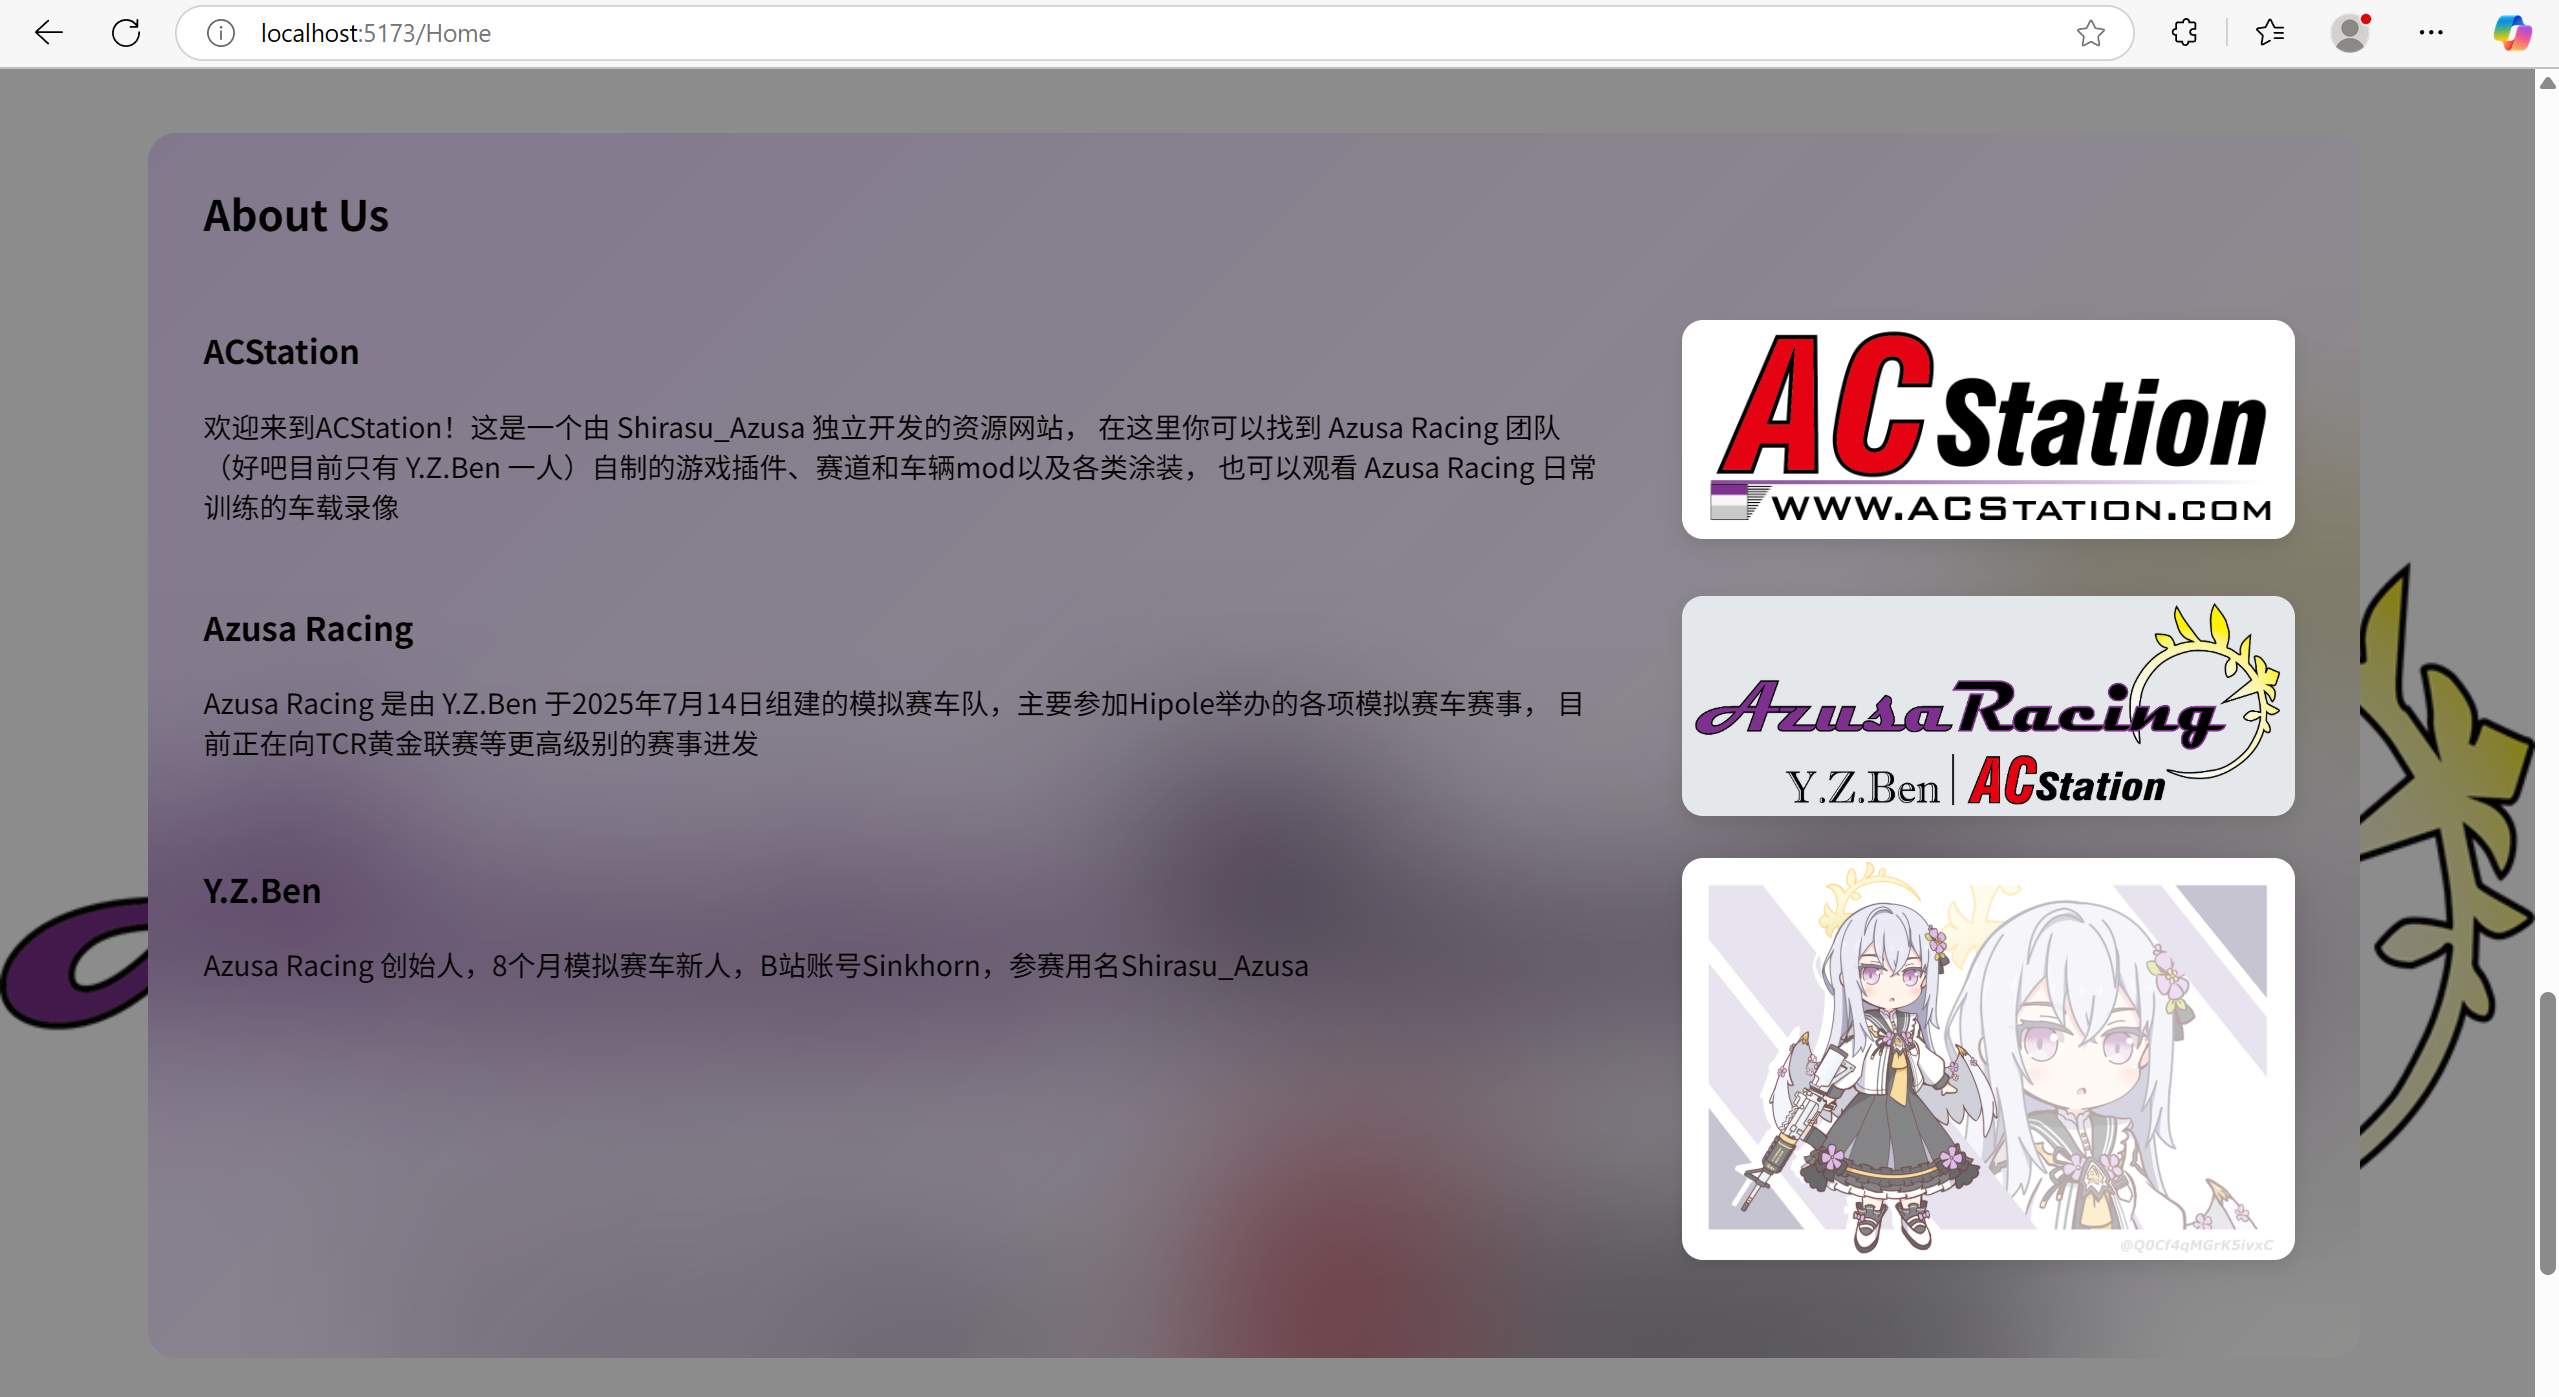 localhost:5173/Home
About Us
ACStation
欢迎来到ACStation！这是一个由 Shirasu_Azusa 独立开发的资源网站， 在这里你可以找到 Azusa Racing 团队
（好吧目前只有 Y.Z.Ben 一人）自制的游戏插件、赛道和车辆mod以及各类涂装， 也可以观看 Azusa Racing 日常
训练的车载录像
AC Station
WWW.ACSTATION.COM
Azusa Racing
Azusa Racing 是由 Y.Z.Ben 于2025年7月14日组建的模拟赛车队，主要参加Hipole举办的各项模拟赛车赛事， 目
前正在向TCR黄金联赛等更高级别的赛事进发
Azusa Racing
Y.Z.Ben | AC Station
Y.Z.Ben
Azusa Racing 创始人，8个月模拟赛车新人，B站账号Sinkhorn，参赛用名Shirasu_Azusa
@Q0Cf4qMGrK5ivxC